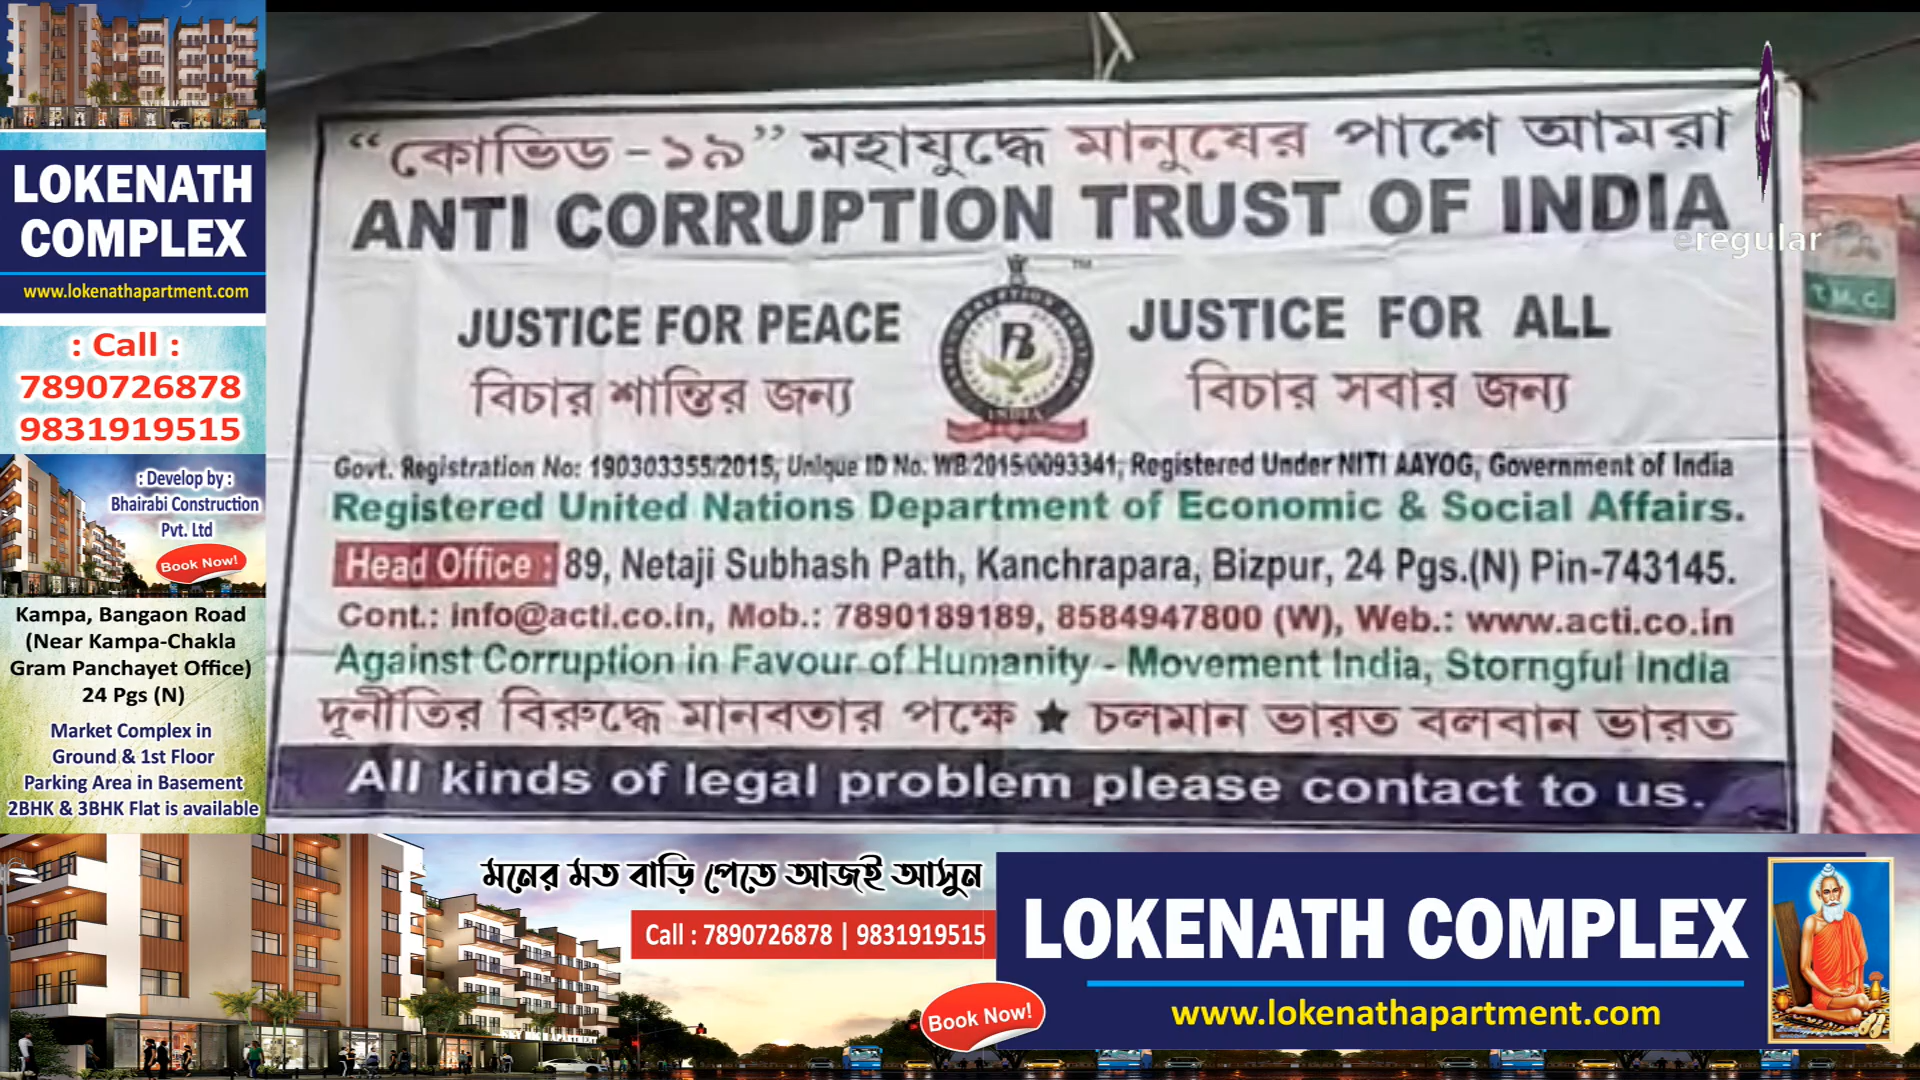 LOKENATH
COMPLEX
www.lokenathapartment.com
: Call :
7890726878
9831919515
: Develop by :
Bhairabi Construction
Pvt. Ltd
Book Now!
Kampa, Bangaon Road
(Near Kampa-Chakla
Gram Panchayet Office)
24 Pgs (N)
Market Complex in
Ground & 1st Floor
Parking Area in Basement
2BHK & 3BHK Flat is available
“কোভিড -১৯” মহাযুদ্ধে মানুষের পাশে আমরা
ANTI CORRUPTION TRUST OF INDIA
eregular
T.M.C.
TM
JUSTICE FOR PEACE
JUSTICE FOR ALL
বিচার শান্তির জন্য
বিচার সবার জন্য
INDIA
Govt. Registration No: 190303355/2015, Unique ID No. WB/2015/0093341, Registered Under NITI AAYOG, Government of India
Registered United Nations Department of Economic & Social Affairs.
Head Office : 89, Netaji Subhash Path, Kanchrapara, Bizpur, 24 Pgs.(N) Pin-743145.
Cont.: info@acti.co.in, Mob.: 7890189189, 8584947800 (W), Web.: www.acti.co.in
Against Corruption in Favour of Humanity - Movement India, Storngful India
দূর্নীতির বিরুদ্ধে মানবতার পক্ষে ★ চলমান ভারত বলবান ভারত
All kinds of legal problem please contact to us.
মনের মত বাড়ি পেতে আজই আসুন
Call : 7890726878 | 9831919515
Book Now!
LOKENATH COMPLEX
www.lokenathapartment.com